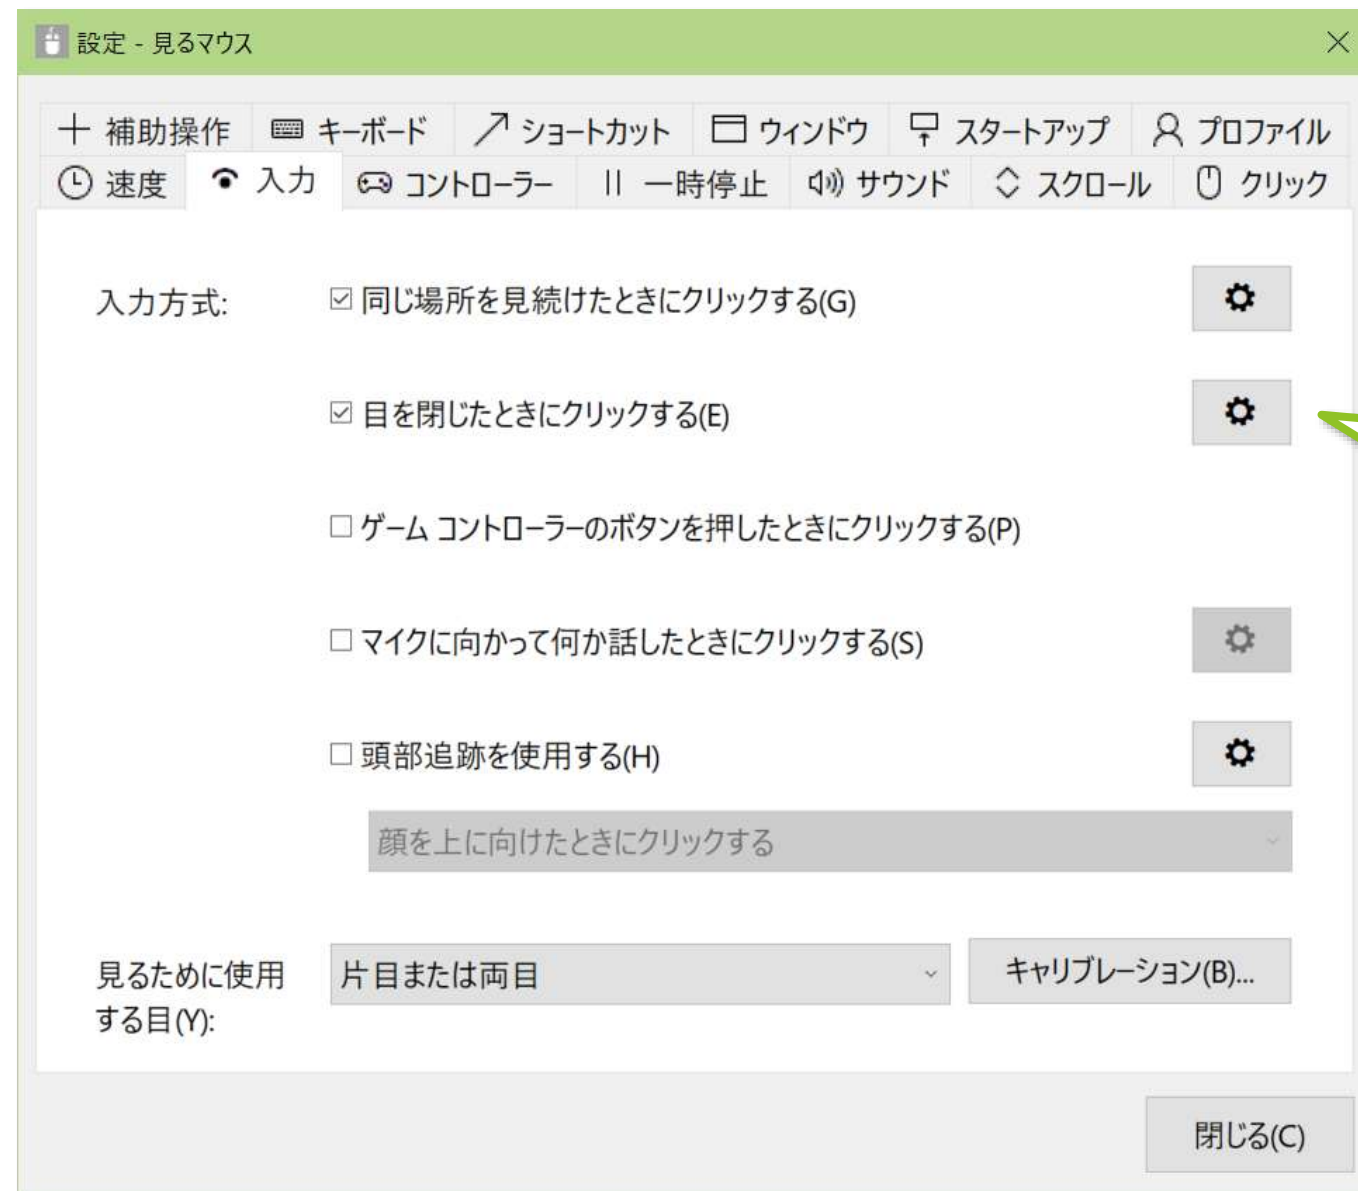 設定 - 見るマウス
補助操作 キーボード ショートカット ウィンドウ スタートアップ プロファイル
速度 入力 コントローラー 一時停止 サウンド スクロール クリック
入力方式: 同じ場所を見続けたときにクリックする(G)
目を閉じたときにクリックする(E)
ゲーム コントローラーのボタンを押したときにクリックする(P)
マイクに向かって何か話したときにクリックする(S)
頭部追跡を使用する(H)
顔を上に向けたときにクリックする
見るために使用
する目(Y):
片目または両目
キャリブレーション(B)...
閉じる(C)